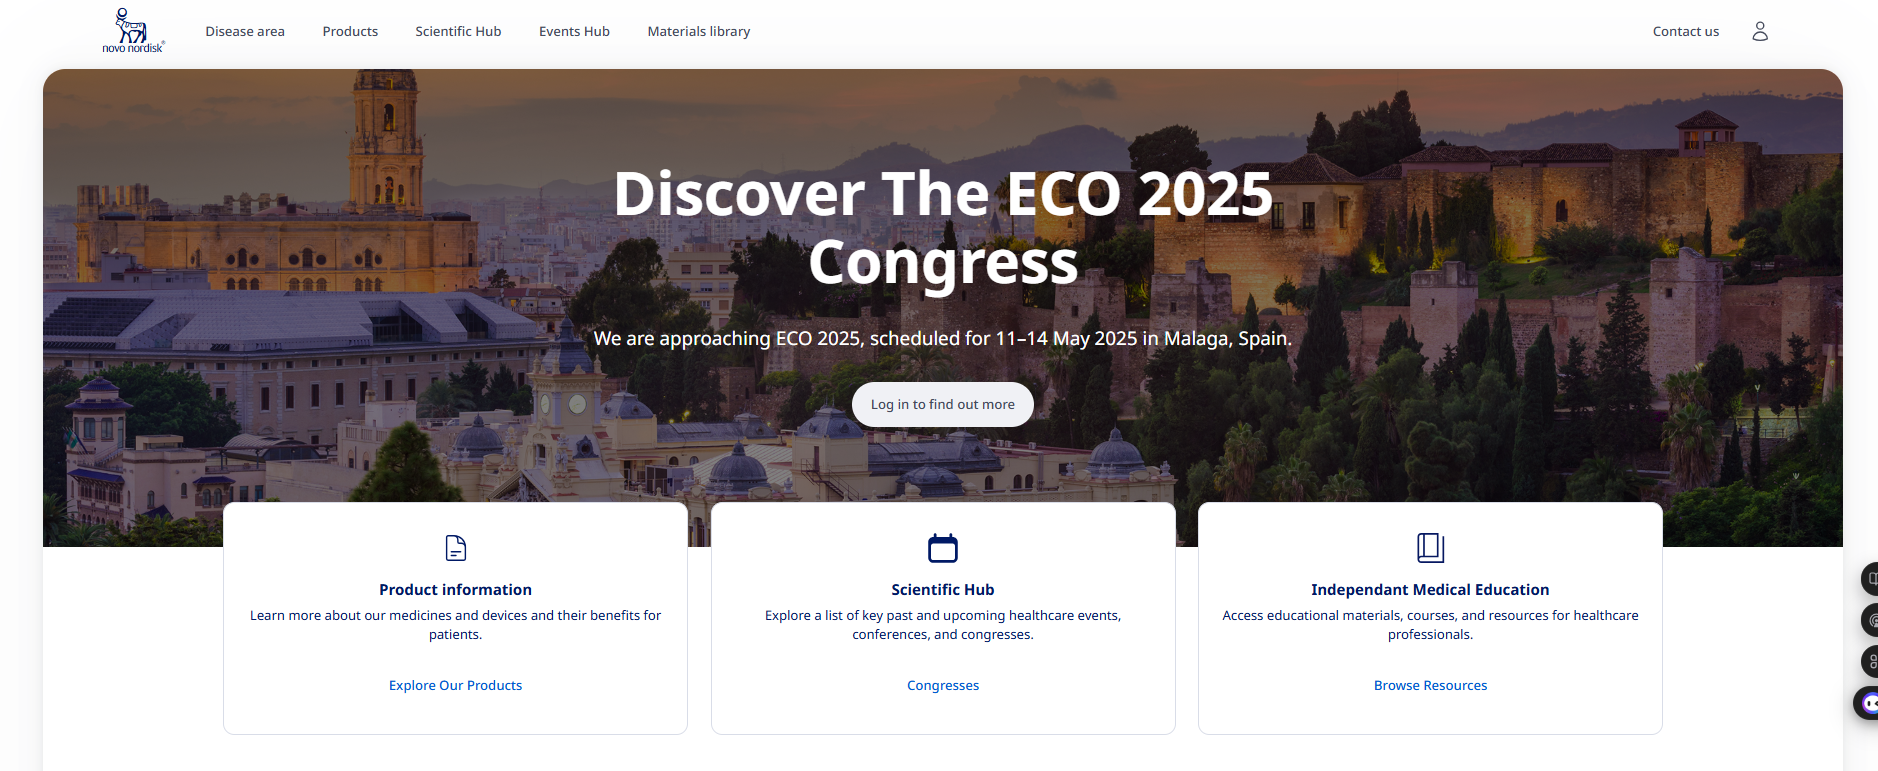 novo nordisk®
Disease area
Products
Scientific Hub
Events Hub
Materials library
Contact us
Discover The ECO 2025
Congress
We are approaching ECO 2025, scheduled for 11–14 May 2025 in Malaga, Spain.
Log in to find out more
Product information
Learn more about our medicines and devices and their benefits for
patients.
Explore Our Products
Scientific Hub
Explore a list of key past and upcoming healthcare events,
conferences, and congresses.
Congresses
Independant Medical Education
Access educational materials, courses, and resources for healthcare
professionals.
Browse Resources